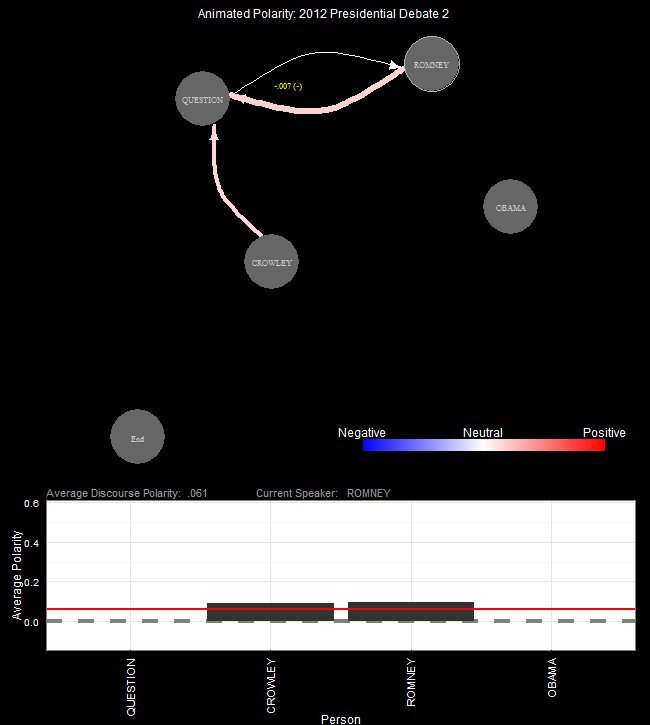 Animated Polarity: 2012 Presidential Debate 2
ROMNEY
-.007 (-)
QUESTION
OBAMA
CROWLEY
End
Negative Neutral Positive
Average Discourse Polarity: .061 Current Speaker: ROMNEY
0.6
0.4
0.2
0.0
Average Polarity
QUESTION
CROWLEY
ROMNEY
OBAMA
Person